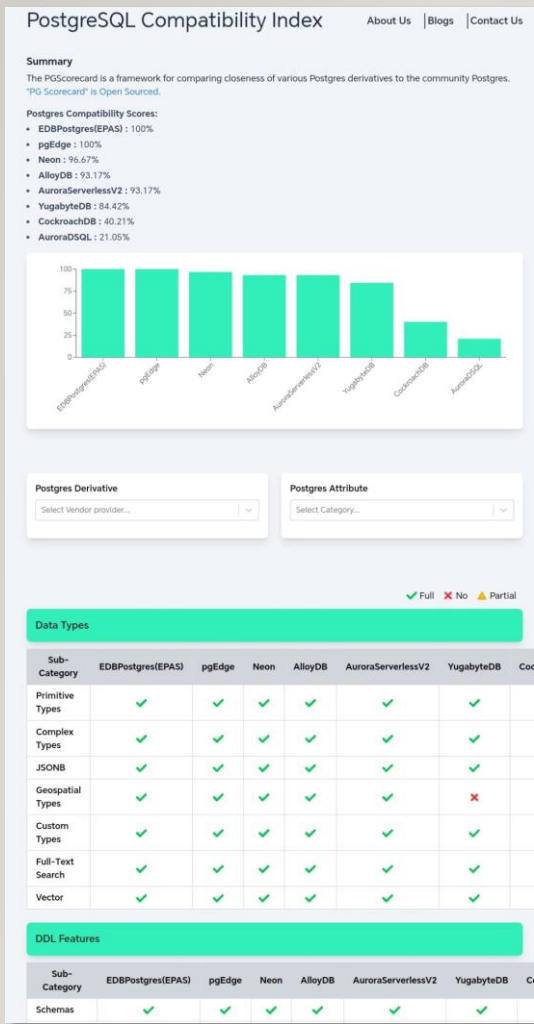 PostgreSQL Compatibility Index
About Us | Blogs | Contact Us
Summary
The PGScorecard is a framework for comparing closeness of various Postgres derivatives to the community Postgres.
"PG Scorecard" is Open Sourced.
Postgres Compatibility Scores:
• EDBPostgres(EPAS) : 100%
• pgEdge : 100%
• Neon : 96.67%
• AlloyDB : 93.17%
• AuroraServerlessV2 : 93.17%
• YugabyteDB : 84.42%
• CockroachDB : 40.21%
• AuroraDSQL : 21.05%
100
75
50
25
0
EDBPostgres(EPAS)
pgEdge
Neon
AlloyDB
AuroraServerlessV2
YugabyteDB
CockroachDB
AuroraDSQL
Postgres Derivative
Select Vendor provider...
Postgres Attribute
Select Category...
Full No Partial
Data Types
Sub-
Category EDBPostgres(EPAS) pgEdge Neon AlloyDB AuroraServerlessV2 YugabyteDB Coc
Primitive
Types
Complex
Types
JSONB
Geospatial
Types
Custom
Types
Full-Text
Search
Vector
DDL Features
Sub-
Category EDBPostgres(EPAS) pgEdge Neon AlloyDB AuroraServerlessV2 YugabyteDB C
Schemas